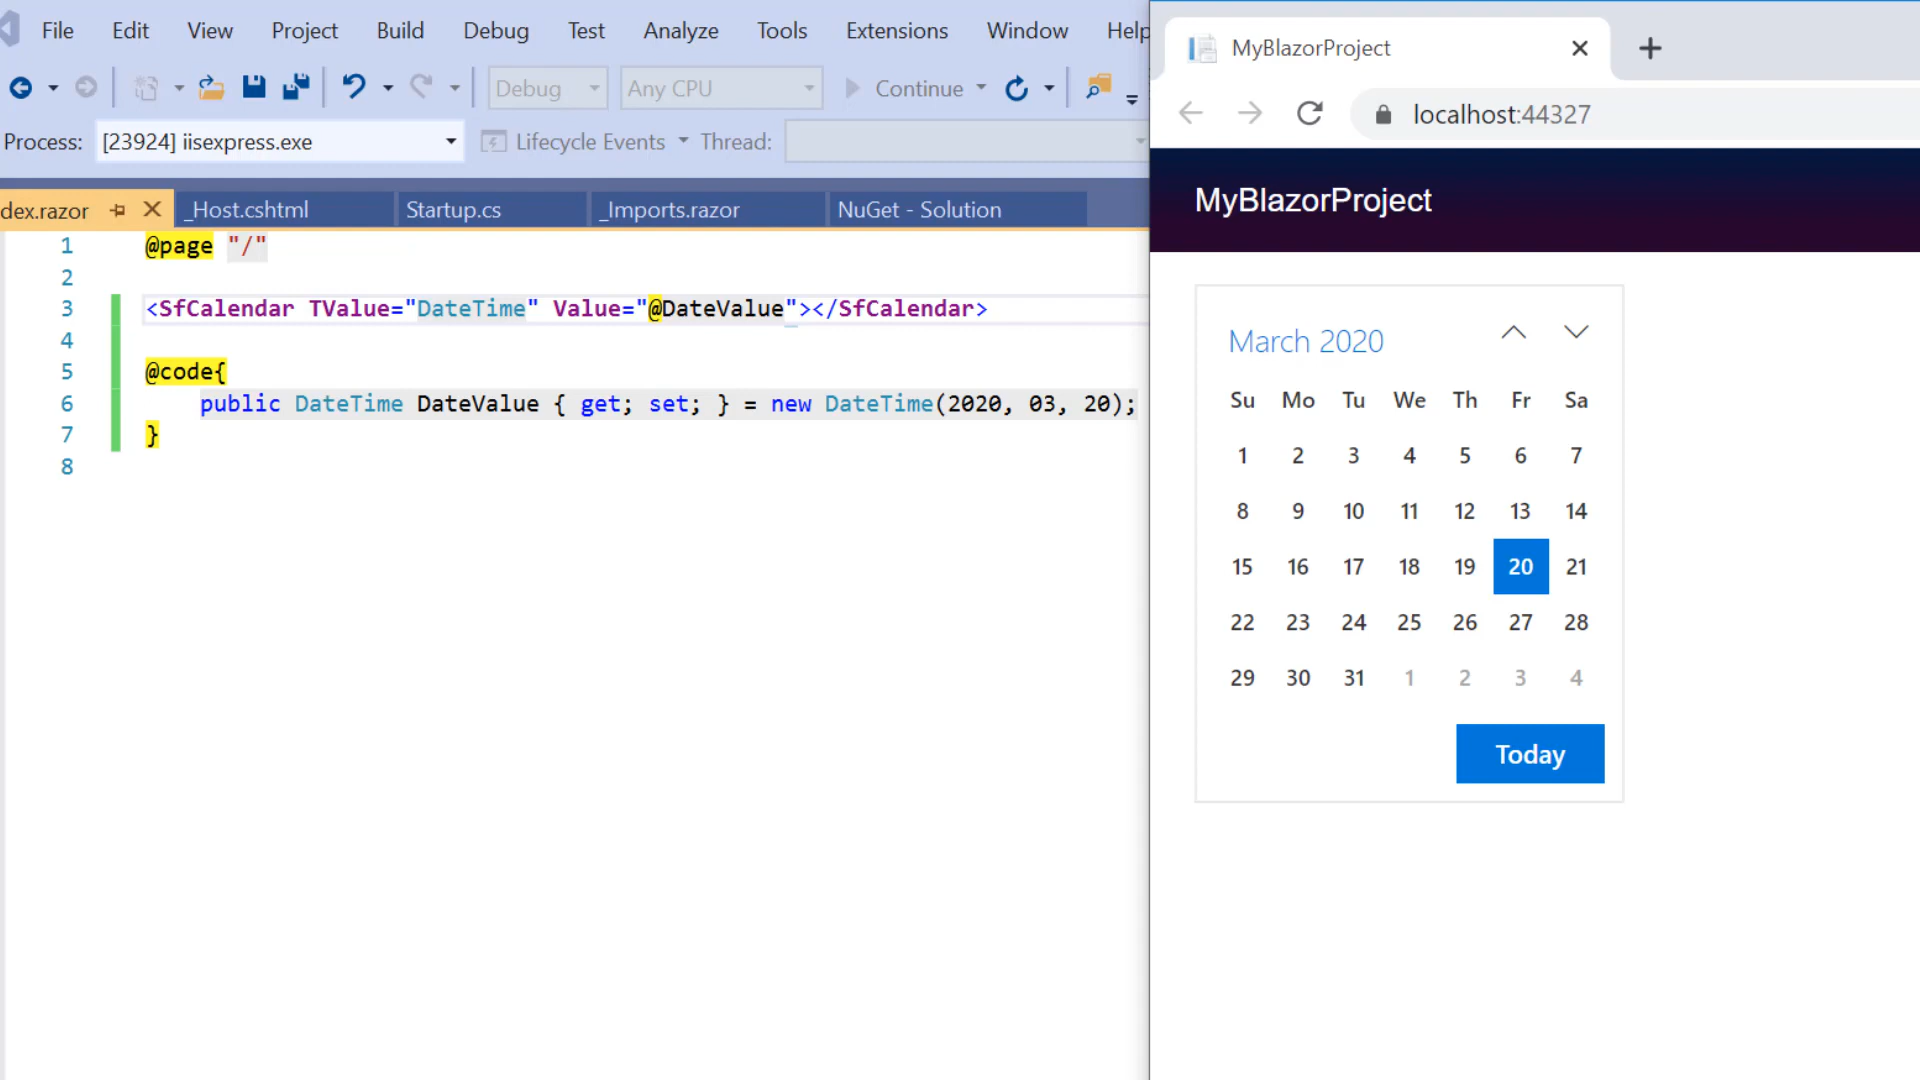 File Edit View Project Build Debug Test Analyze Tools Extensions Window Help
Debug Any CPU Continue
Process: [23924] iisexpress.exe Lifecycle Events Thread:
dex.razor _Host.cshtml Startup.cs _Imports.razor NuGet - Solution
1 @page "/"
2
3 <SfCalendar TValue="DateTime" Value="@DateValue"></SfCalendar>
4
5 @code{
6 public DateTime DateValue { get; set; } = new DateTime(2020, 03, 20);
7 }
8
MyBlazorProject
localhost:44327
MyBlazorProject
March 2020
Su Mo Tu We Th Fr Sa
1 2 3 4 5 6 7
8 9 10 11 12 13 14
15 16 17 18 19 20 21
22 23 24 25 26 27 28
29 30 31 1 2 3 4
Today